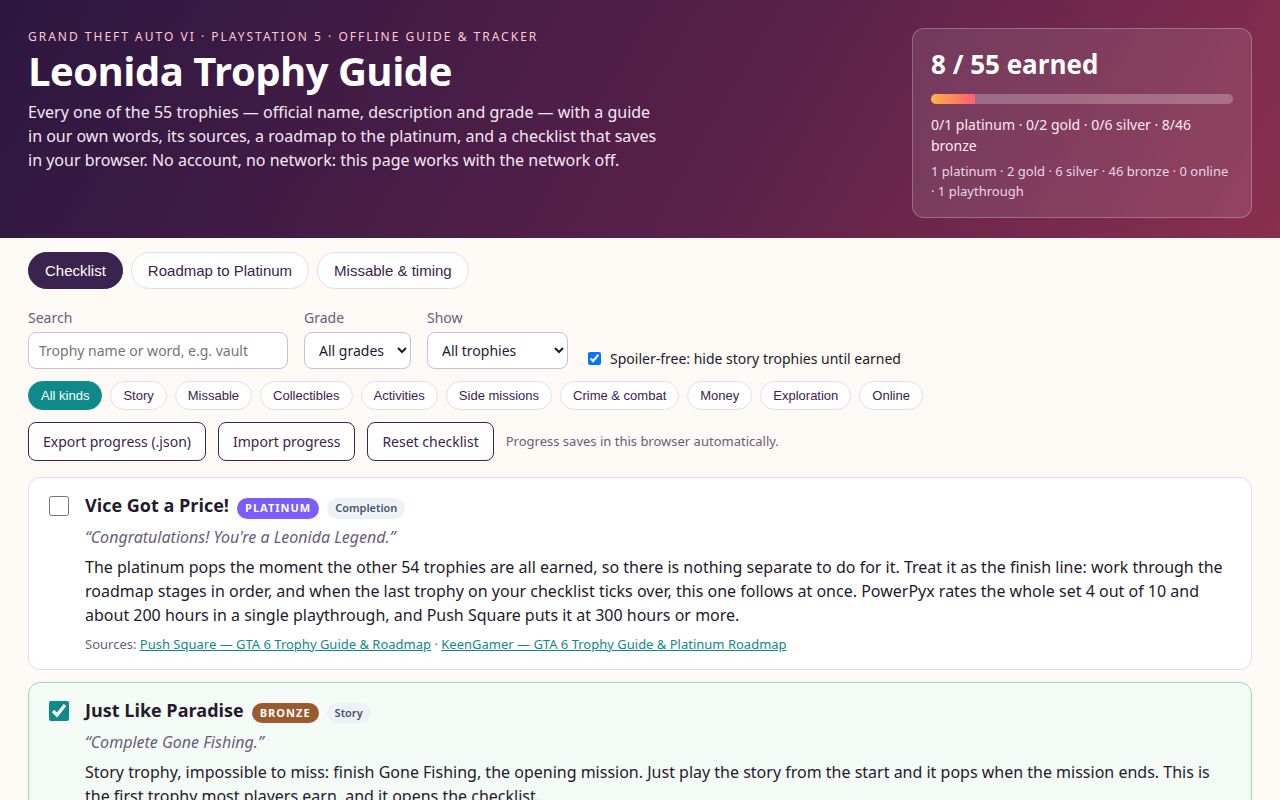 GRAND THEFT AUTO VI · PLAYSTATION 5 · OFFLINE GUIDE & TRACKER
Leonida Trophy Guide
Every one of the 55 trophies — official name, description and grade — with a guide
in our own words, its sources, a roadmap to the platinum, and a checklist that saves
in your browser. No account, no network: this page works with the network off.
8 / 55 earned
0/1 platinum · 0/2 gold · 0/6 silver · 8/46
bronze
1 platinum · 2 gold · 6 silver · 46 bronze · 0 online
· 1 playthrough
Checklist
Roadmap to Platinum
Missable & timing
Search
Grade
Show
Trophy name or word, e.g. vault
All grades
All trophies
Spoiler-free: hide story trophies until earned
All kinds
Story
Missable
Collectibles
Activities
Side missions
Crime & combat
Money
Exploration
Online
Export progress (.json)
Import progress
Reset checklist
Progress saves in this browser automatically.
Vice Got a Price!
PLATINUM
Completion
“Congratulations! You're a Leonida Legend.”
The platinum pops the moment the other 54 trophies are all earned, so there is nothing separate to do for it. Treat it as the finish line: work through the
roadmap stages in order, and when the last trophy on your checklist ticks over, this one follows at once. PowerPyx rates the whole set 4 out of 10 and
about 200 hours in a single playthrough, and Push Square puts it at 300 hours or more.
Sources: Push Square — GTA 6 Trophy Guide & Roadmap · KeenGamer — GTA 6 Trophy Guide & Platinum Roadmap
Just Like Paradise
BRONZE
Story
“Complete Gone Fishing.”
Story trophy, impossible to miss: finish Gone Fishing, the opening mission. Just play the story from the start and it pops when the mission ends. This is
the first trophy most players earn, and it opens the checklist.